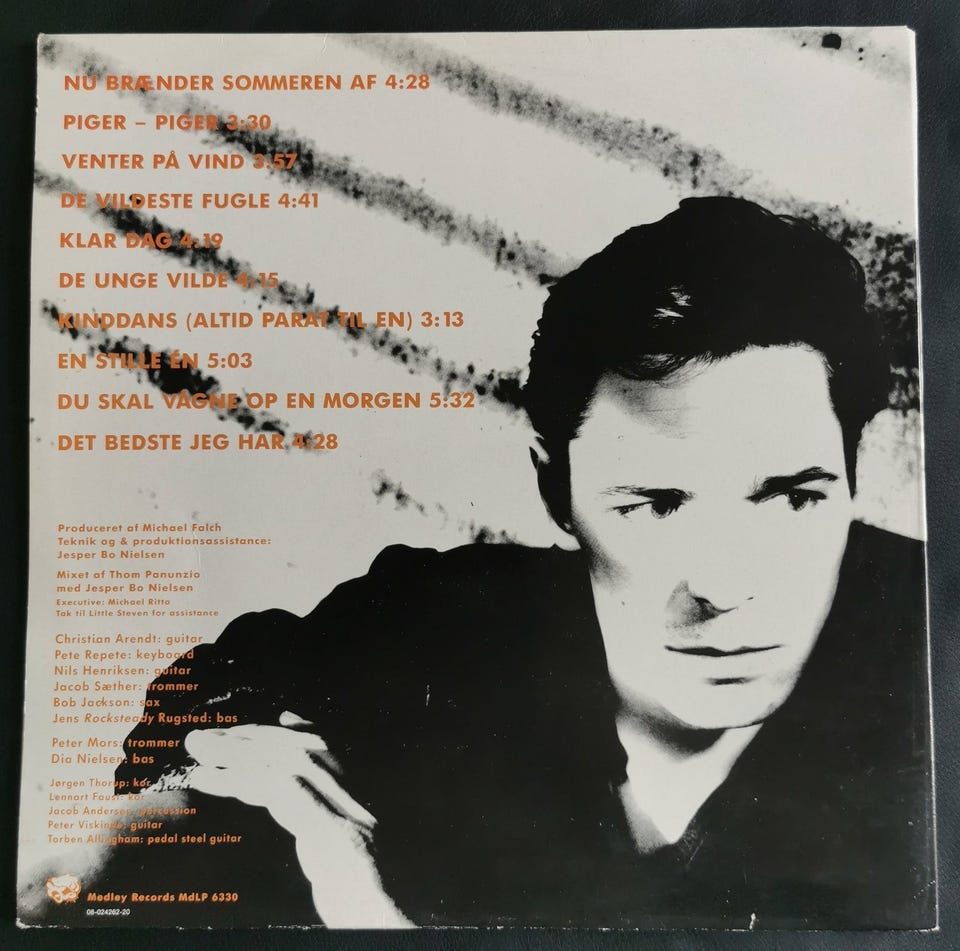 NU BRÆNDER SOMMEREN AF 4:28
PIGER – PIGER 3:30
VENTER PÅ VIND 3:57
DE VILDESTE FUGLE 4:41
KLAR DAG 4:19
DE UNGE VILDE 4:15
KINDDANS (ALTID PARAT TIL EN) 3:13
EN STILLE ÉN 5:03
DU SKAL VÅGNE OP EN MORGEN 5:32
DET BEDSTE JEG HAR 4:28
Produceret af Michael Falch
Teknik og & produktionsassistance:
Jesper Bo Nielsen
Mixet af Thom Panunzio
med Jesper Bo Nielsen
Executive: Michael Ritto
Tak til Little Steven for assistance
Christian Arendt: guitar
Pete Repete: keyboard
Nils Henriksen: guitar
Jacob Sæther: trommer
Bob Jackson: sax
Jens Rocksteady Rugsted: bas
Peter Mors: trommer
Dia Nielsen: bas
Jørgen Thorup: kor
Lennart Faust: kor
Jacob Andersen: percussion
Peter Viskinde: guitar
Torben Allingham: pedal steel guitar
Medley Records MdLP 6330
08-024262-20